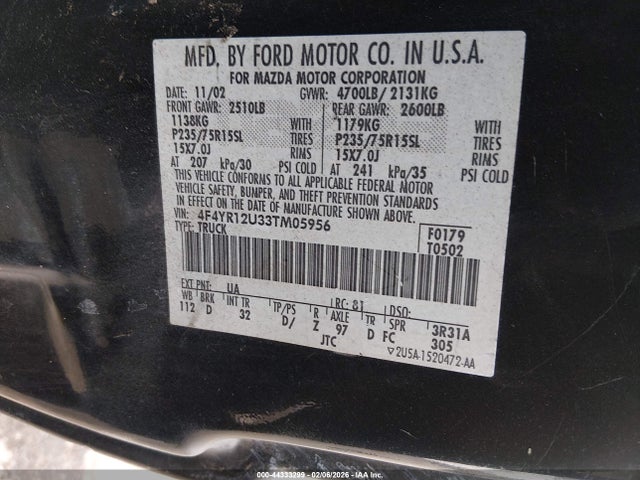 MFD. BY FORD MOTOR CO. IN U.S.A.
FOR MAZDA MOTOR CORPORATION
DATE: 11/02 GVWR: 4700LB/ 2131KG
FRONT GAWR: 2510LB REAR GAWR: 2600LB
1138KG WITH 1179KG WITH
P235/75R15SL TIRES P235/75R15SL TIRES
15X7.0J RIMS 15X7.0J RIMS
AT 207 kPa/30 PSI COLD AT 241 kPa/35 PSI COLD
THIS VEHICLE CONFORMS TO ALL APPLICABLE FEDERAL MOTOR
VEHICLE SAFETY, BUMPER, AND THEFT PREVENTION STANDARDS
IN EFFECT ON THE DATE OF MANUFACTURE SHOWN ABOVE.
VIN: 4F4YR12U33TM05956
TYPE: TRUCK
F0179
T0502
EXT PNT: UA RC: 81 DSO:
WB BRK INT TR TP/PS R AXLE TR SPR 3R31A
112 D 32 D/ Z 97 D FC 305
JTC ▽2U5A-1520472-AA
000-44333299 | 02/06/2026 - ©IAA Inc.